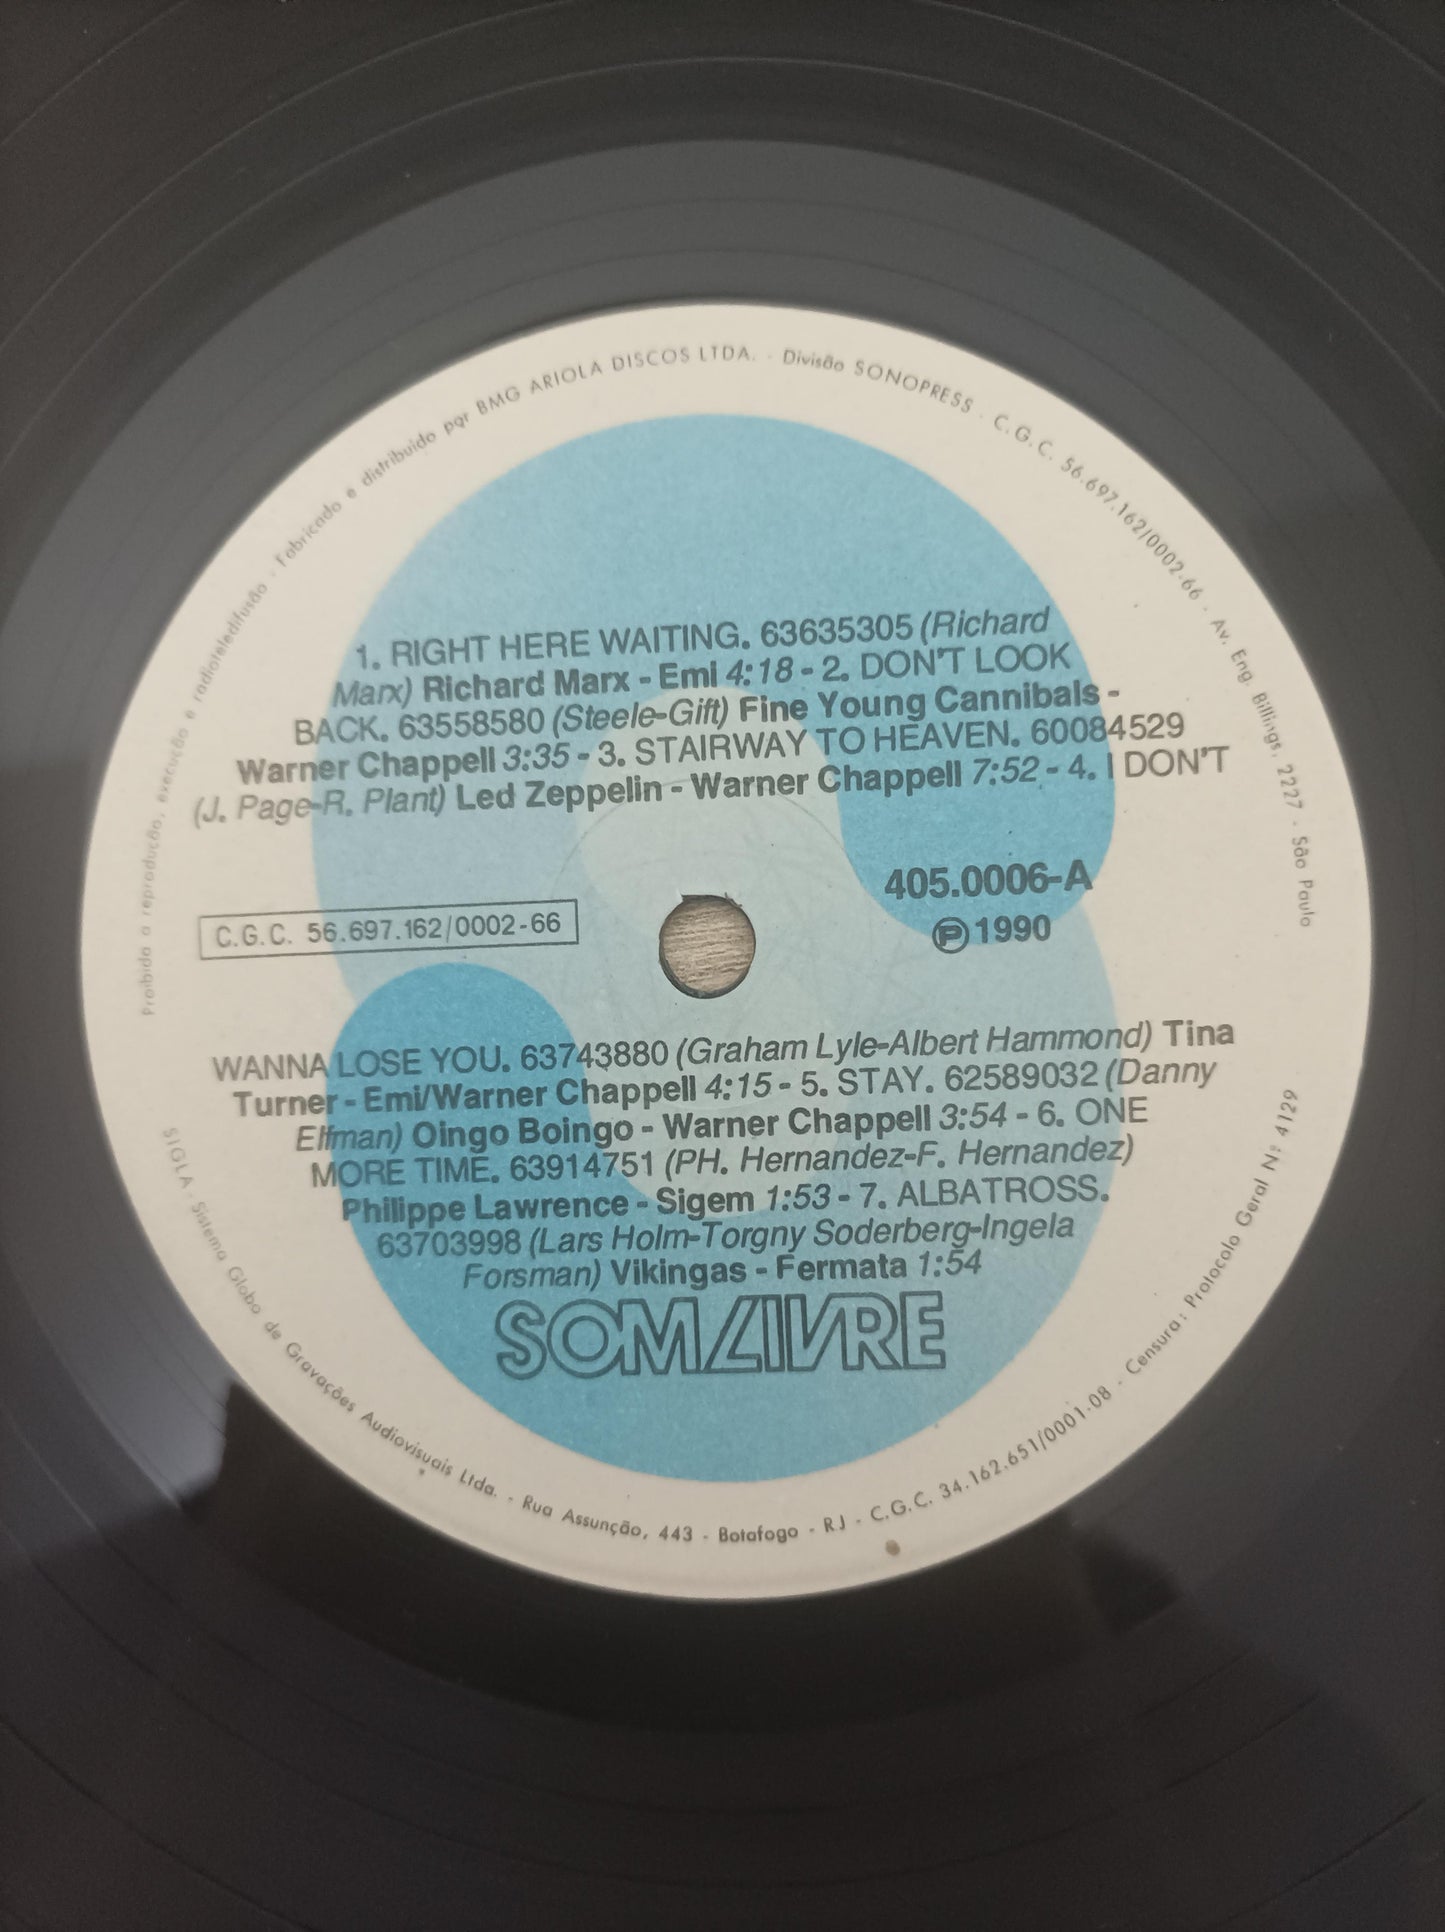 Proibida a reprodução, execução e radioteledifusão · Fabricado e distribuido por BMG ARIOLA DISCOS LTDA. · Divisão SONOPRESS · C.G.C. 56.697.162/0002-66 · Av. Eng. Billings, 2227 - São Paulo
1. RIGHT HERE WAITING. 63635305 (Richard
Marx) Richard Marx - Emi 4:18 - 2. DON'T LOOK
BACK. 63558580 (Steele-Gift) Fine Young Cannibals -
Warner Chappell 3:35 - 3. STAIRWAY TO HEAVEN. 60084529
(J. Page-R. Plant) Led Zeppelin - Warner Chappell 7:52 - 4. I DON'T
405.0006-A
C.G.C. 56.697.162/0002-66
Ⓟ 1990
WANNA LOSE YOU. 63743880 (Graham Lyle-Albert Hammond) Tina
Turner - Emi/Warner Chappell 4:15 - 5. STAY. 62589032 (Danny
Elfman) Oingo Boingo - Warner Chappell 3:54 - 6. ONE
MORE TIME. 63914751 (PH. Hernandez-F. Hernandez)
Philippe Lawrence - Sigem 1:53 - 7. ALBATROSS.
63703998 (Lars Holm-Torgny Soderberg-Ingela
Forsman) Vikingas - Fermata 1:54
SOM LIVRE
SIGLA - Sistema Globo de Gravações Audiovisuais Ltda. - Rua Assunção, 443 - Botafogo - RJ - C.G.C. 34.162.651/0001-08 - Censura: Protocolo Geral Nº 4129